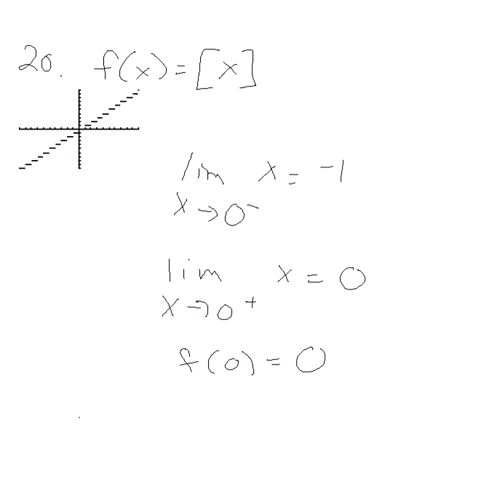 20. f(x) = [x]
lim x = -1
x→0⁻
lim x = 0
x→0⁺
f(0) = 0